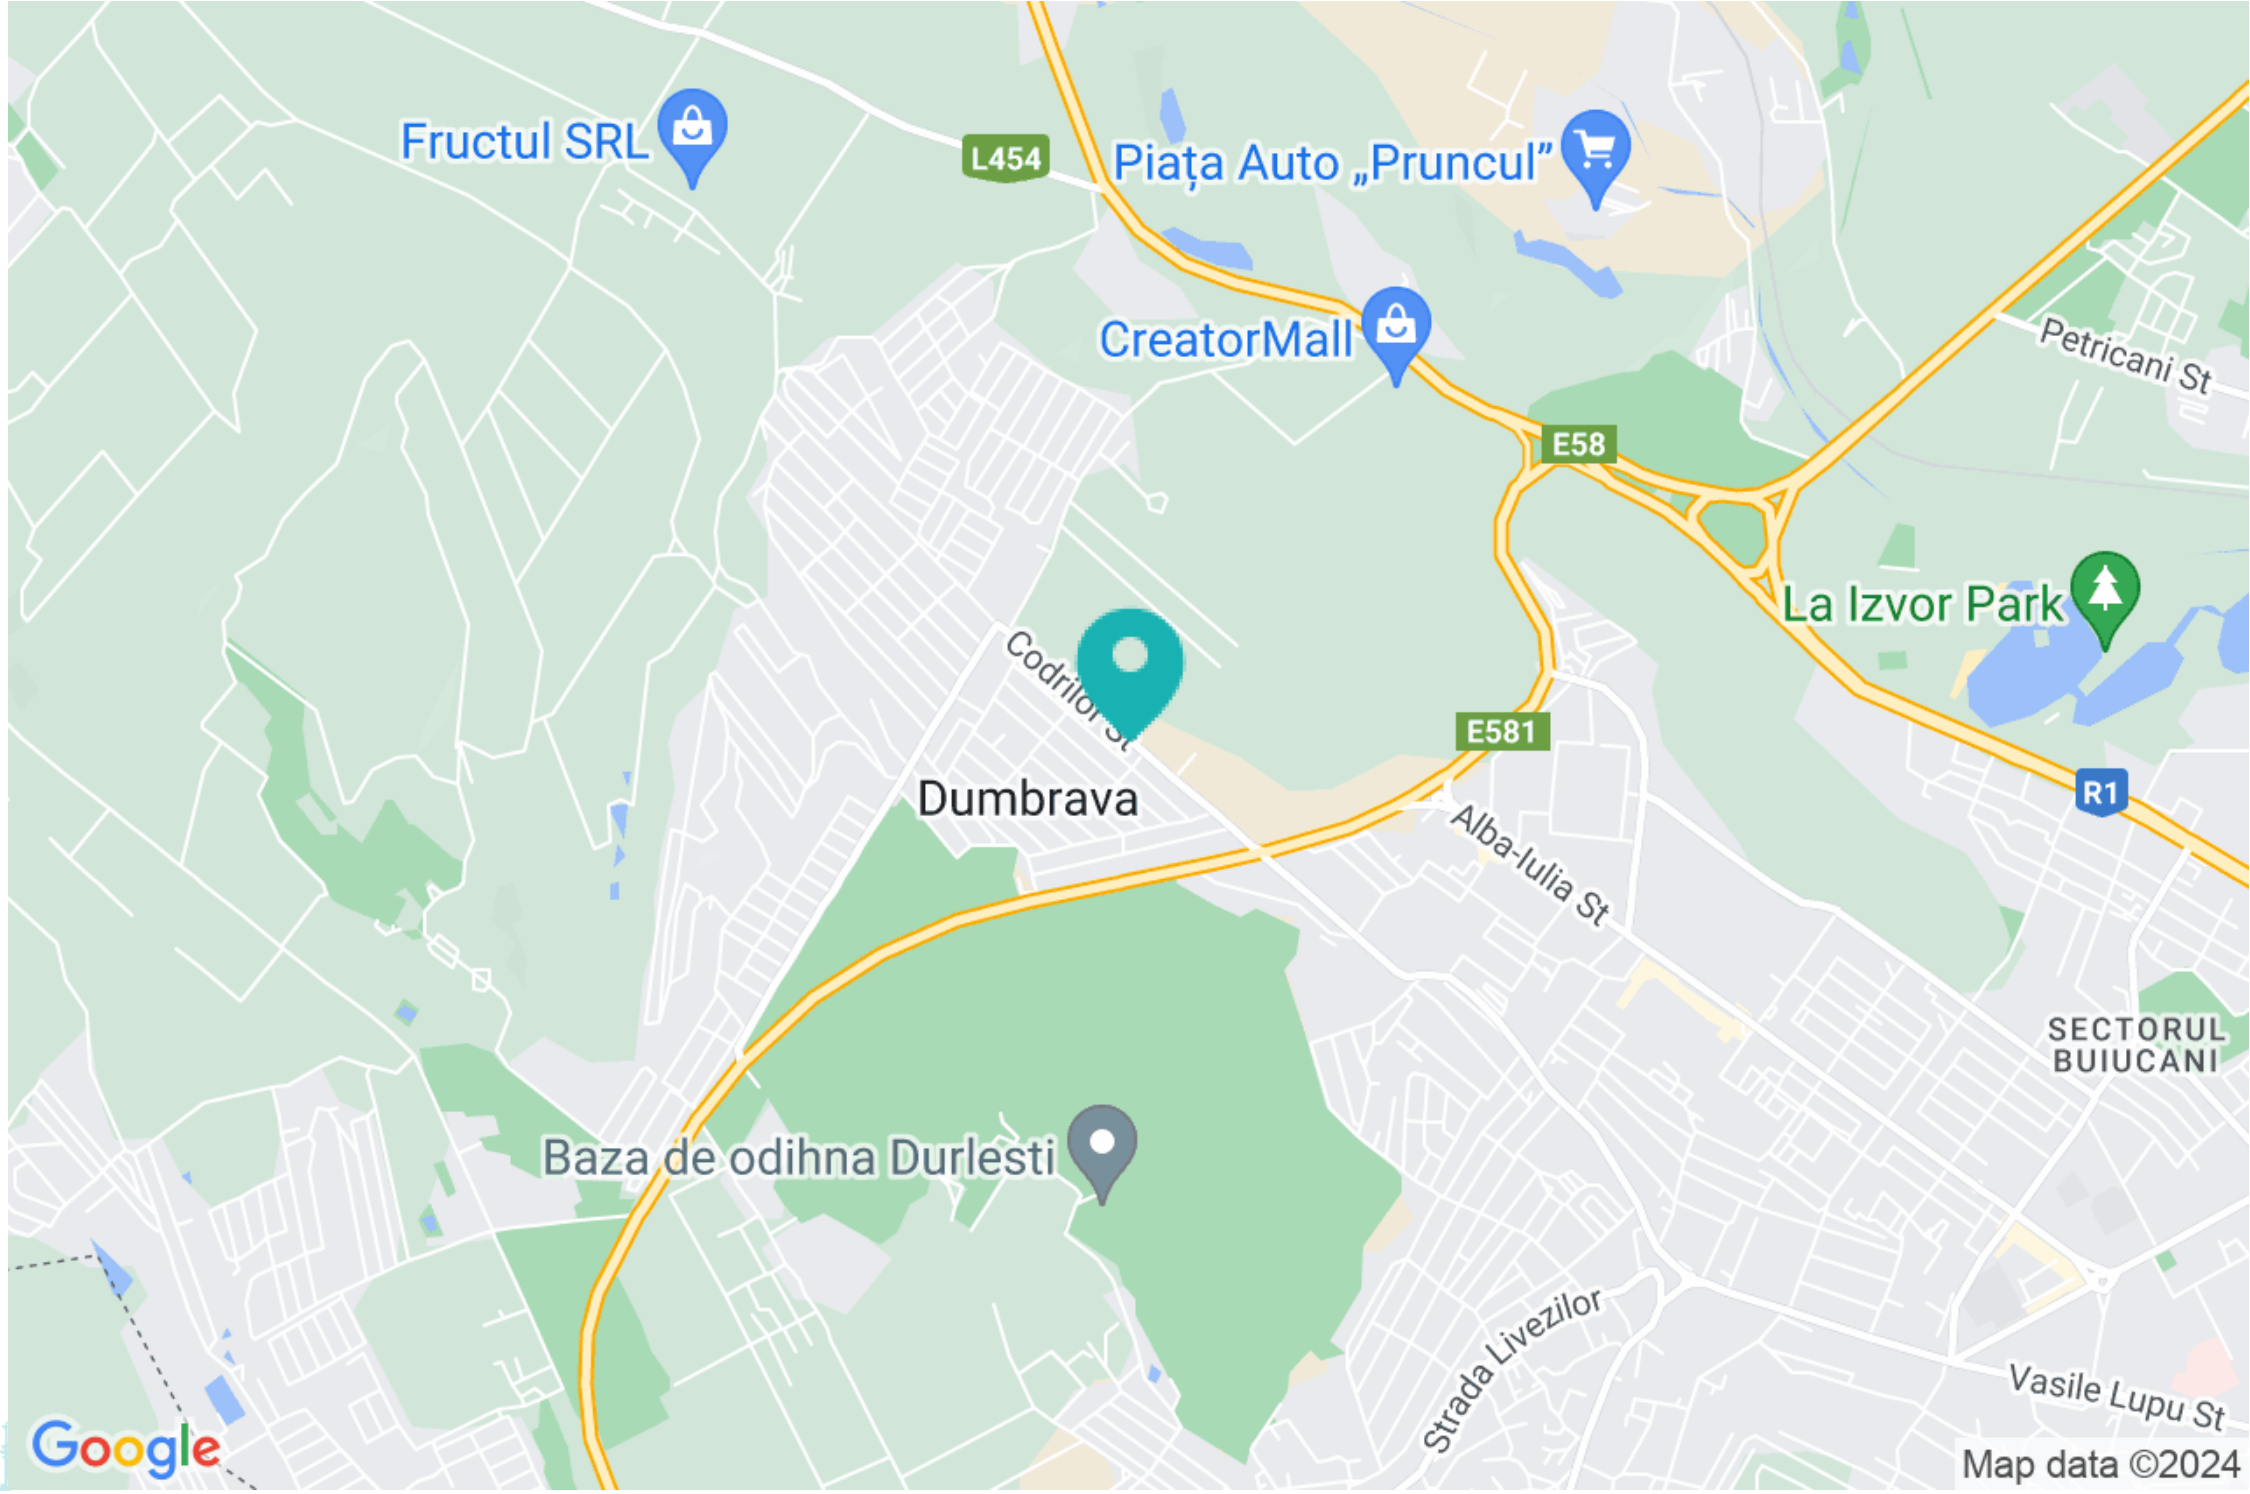 Fructul SRL
L454
Piața Auto „Pruncul”
CreatorMall
Petricani St
E58
La Izvor Park
Codrilor St
E581
Dumbrava
R1
Alba-Iulia St
SECTORUL
BUIUCANI
Baza de odihna Durlesti
Strada Livezilor
Vasile Lupu St
Google
Map data ©2024